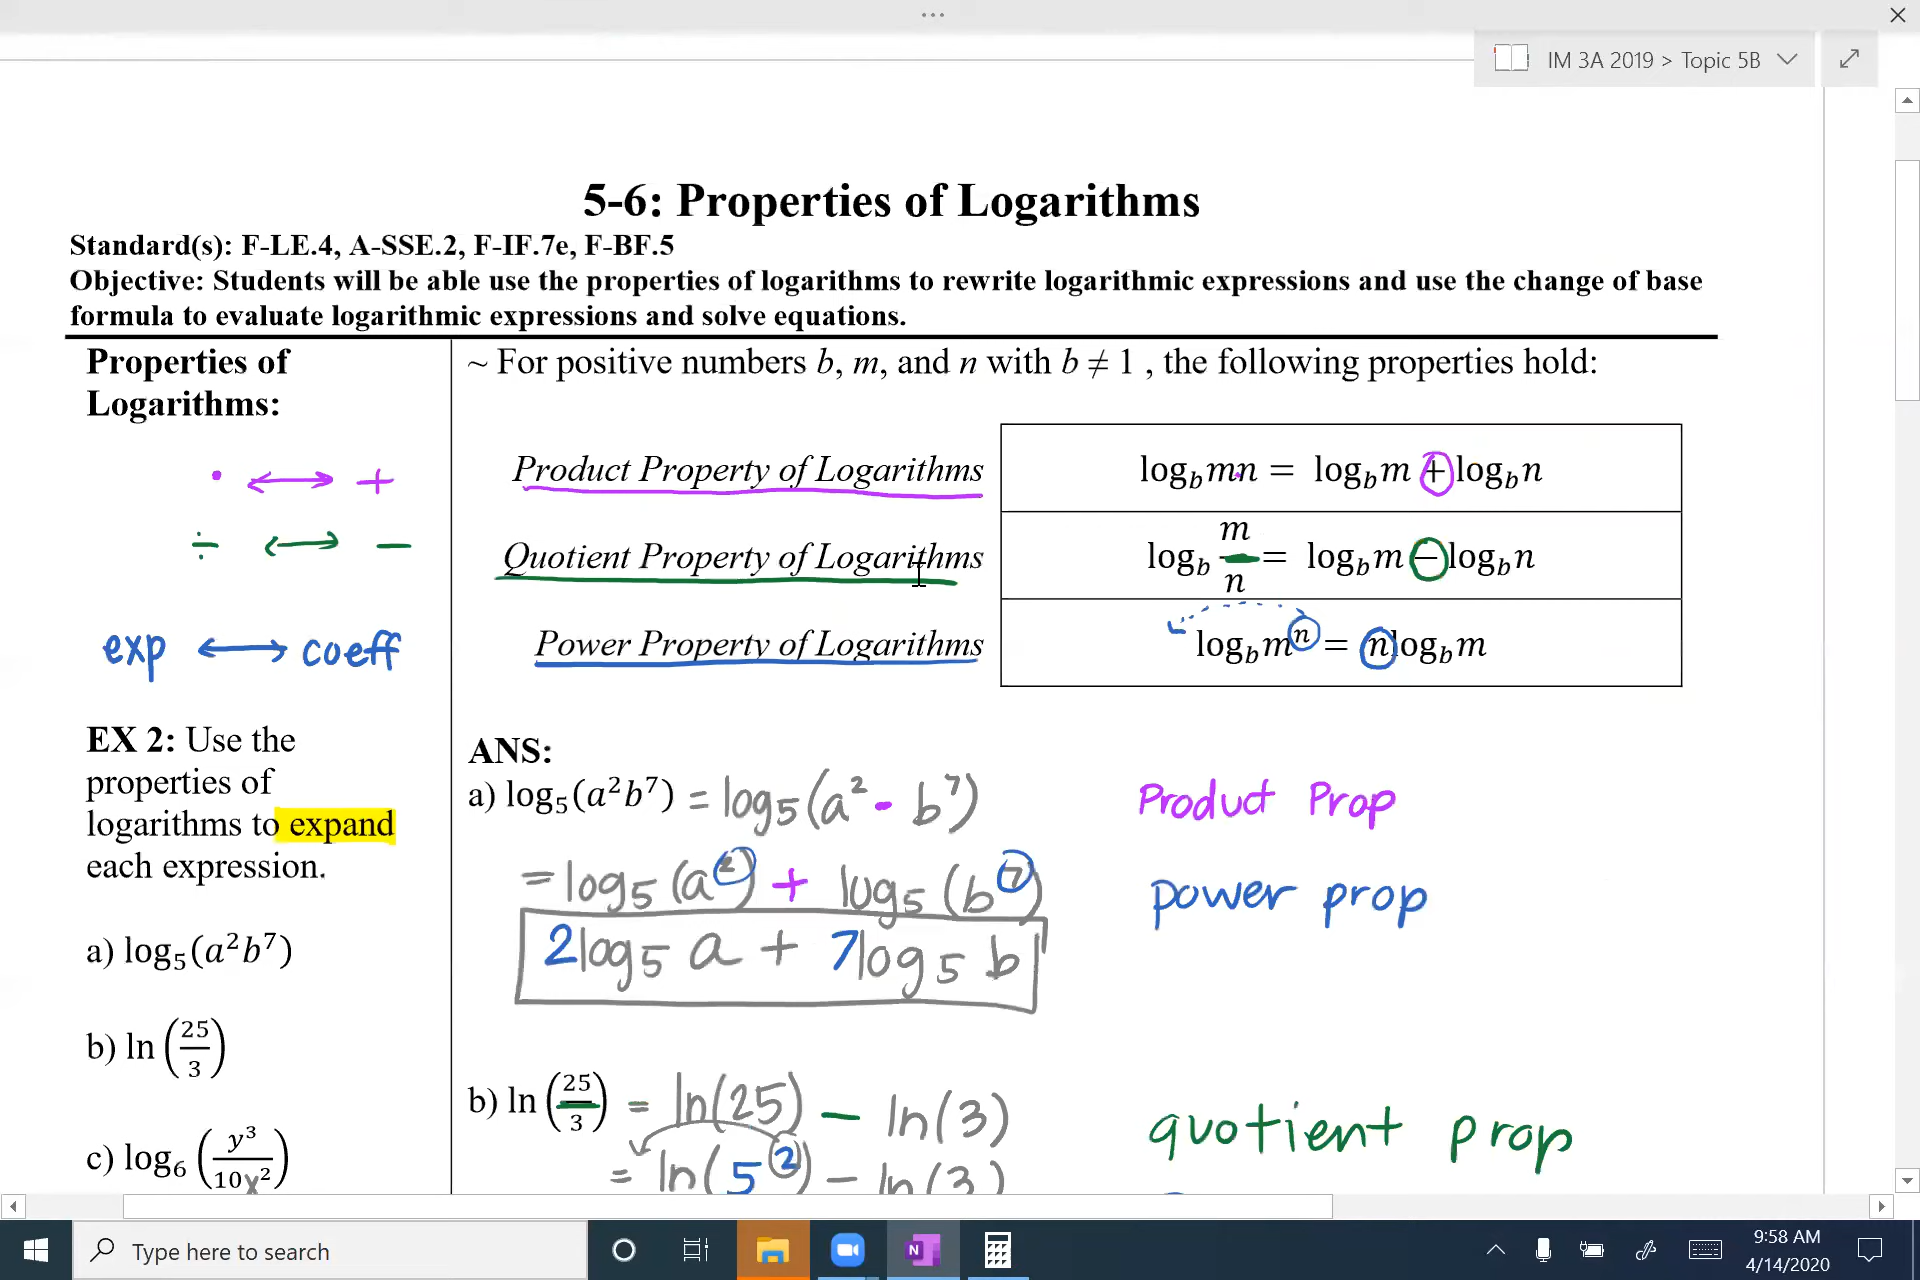 IM 3A 2019 > Topic 5B
5-6: Properties of Logarithms
Standard(s): F-LE.4, A-SSE.2, F-IF.7e, F-BF.5
Objective: Students will be able use the properties of logarithms to rewrite logarithmic expressions and use the change of base
formula to evaluate logarithmic expressions and solve equations.
Properties of
Logarithms:
· ↔ +
÷ ↔ −
exp ↔ coeff
~ For positive numbers b, m, and n with b ≠ 1 , the following properties hold:
Product Property of Logarithms log_b mn = log_b m + log_b n
Quotient Property of Logarithms log_b m/n = log_b m − log_b n
Power Property of Logarithms log_b m^n = n log_b m
EX 2: Use the
properties of
logarithms to expand
each expression.
a) log₅(a²b⁷)
b) ln (25/3)
c) log₆ (y³/10x²)
ANS:
a) log₅(a²b⁷) = log₅(a² · b⁷) Product Prop
= log₅(a²) + log₅(b⁷) power prop
2log₅ a + 7log₅ b
b) ln (25/3) = ln(25) − ln(3) quotient prop
= ln(5²) − ln(3)
Type here to search
9:58 AM
4/14/2020